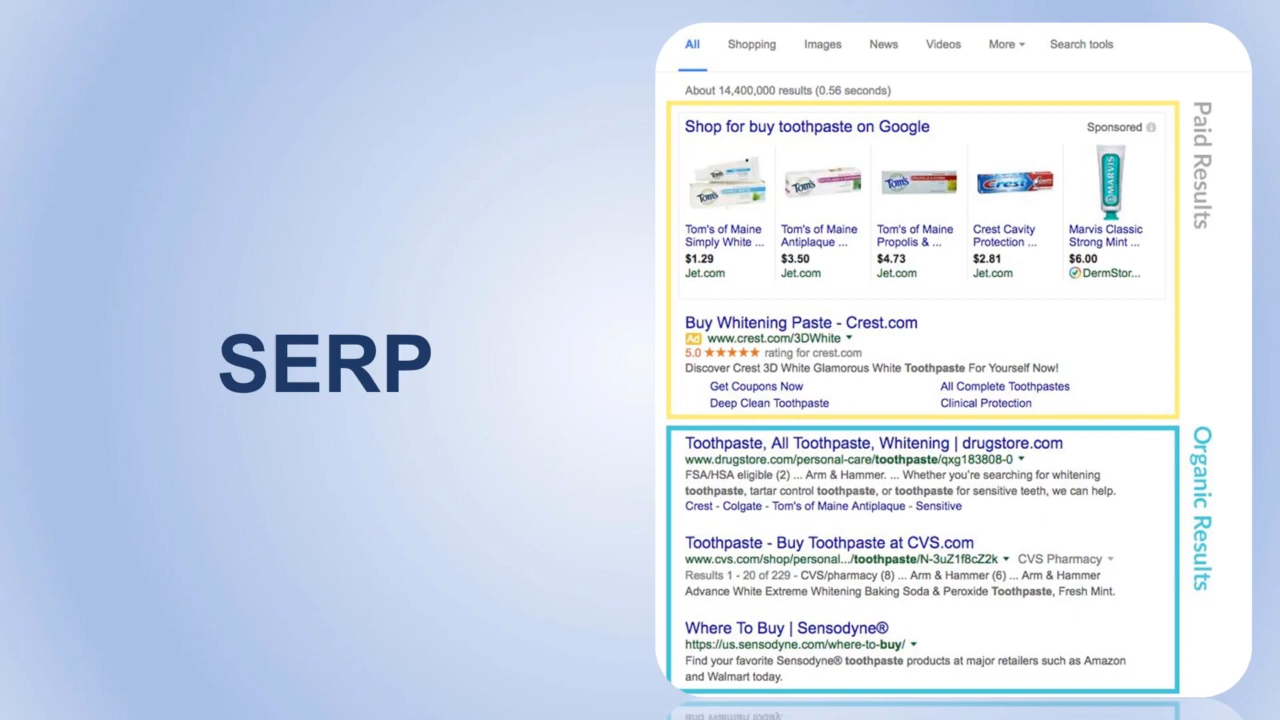 SERP
All Shopping Images News Videos More Search tools
About 14,400,000 results (0.56 seconds)
Paid Results
Shop for buy toothpaste on Google Sponsored
Tom's Tom's Tom's Crest MARVIS
Tom's of Maine Tom's of Maine Tom's of Maine Crest Cavity Marvis Classic
Simply White ... Antiplaque ... Propolis & ... Protection ... Strong Mint ...
$1.29 $3.50 $4.73 $2.81 $6.00
Jet.com Jet.com Jet.com Jet.com DermStor...
Buy Whitening Paste - Crest.com
Ad www.crest.com/3DWhite
5.0 ★★★★★ rating for crest.com
Discover Crest 3D White Glamorous White Toothpaste For Yourself Now!
Get Coupons Now All Complete Toothpastes
Deep Clean Toothpaste Clinical Protection
Organic Results
Toothpaste, All Toothpaste, Whitening | drugstore.com
www.drugstore.com/personal-care/toothpaste/qxg183808-0
FSA/HSA eligible (2) ... Arm & Hammer. ... Whether you're searching for whitening
toothpaste, tartar control toothpaste, or toothpaste for sensitive teeth, we can help.
Crest - Colgate - Tom's of Maine Antiplaque - Sensitive
Toothpaste - Buy Toothpaste at CVS.com
www.cvs.com/shop/personal.../toothpaste/N-3uZ1f8cZ2k CVS Pharmacy
Results 1 - 20 of 229 - CVS/pharmacy (8) ... Arm & Hammer (6) ... Arm & Hammer
Advance White Extreme Whitening Baking Soda & Peroxide Toothpaste, Fresh Mint.
Where To Buy | Sensodyne®
https://us.sensodyne.com/where-to-buy/
Find your favorite Sensodyne® toothpaste products at major retailers such as Amazon
and Walmart today.